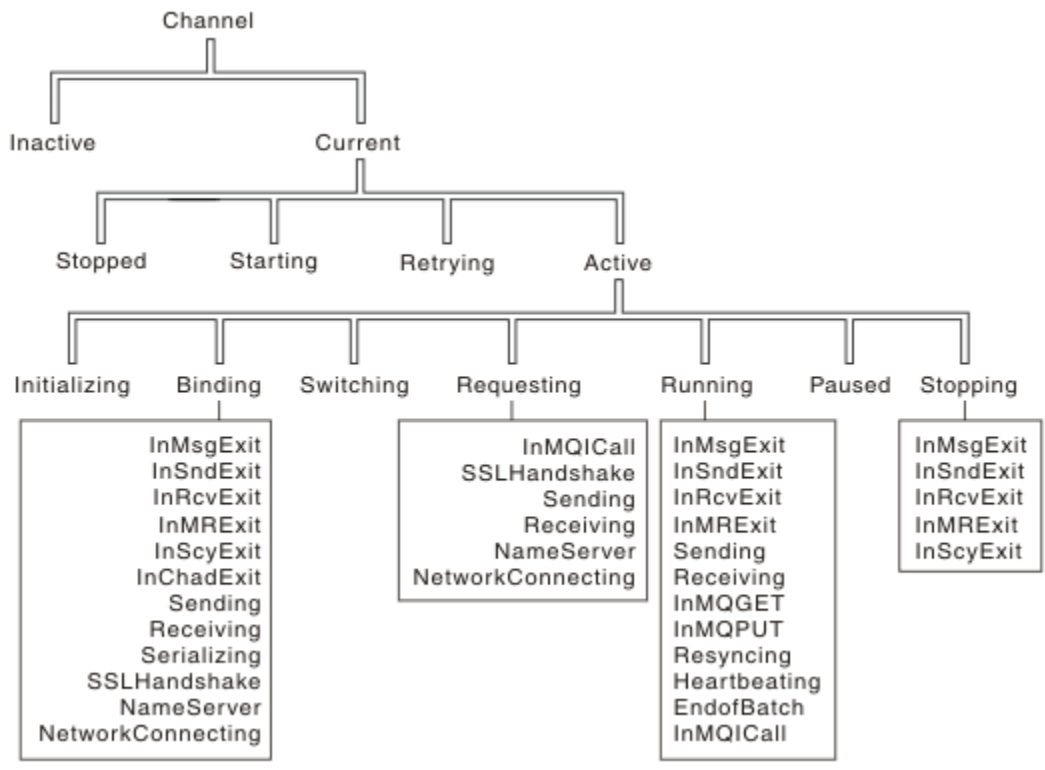 Channel
Inactive
Current
Stopped
Starting
Retrying
Active
Initializing
Binding
Switching
Requesting
Running
Paused
Stopping
InMsgExit
InSndExit
InRcvExit
InMRExit
InScyExit
InChadExit
Sending
Receiving
Serializing
SSLHandshake
NameServer
NetworkConnecting
InMQICall
SSLHandshake
Sending
Receiving
NameServer
NetworkConnecting
InMsgExit
InSndExit
InRcvExit
InMRExit
Sending
Receiving
InMQGET
InMQPUT
Resyncing
Heartbeating
EndofBatch
InMQICall
InMsgExit
InSndExit
InRcvExit
InMRExit
InScyExit